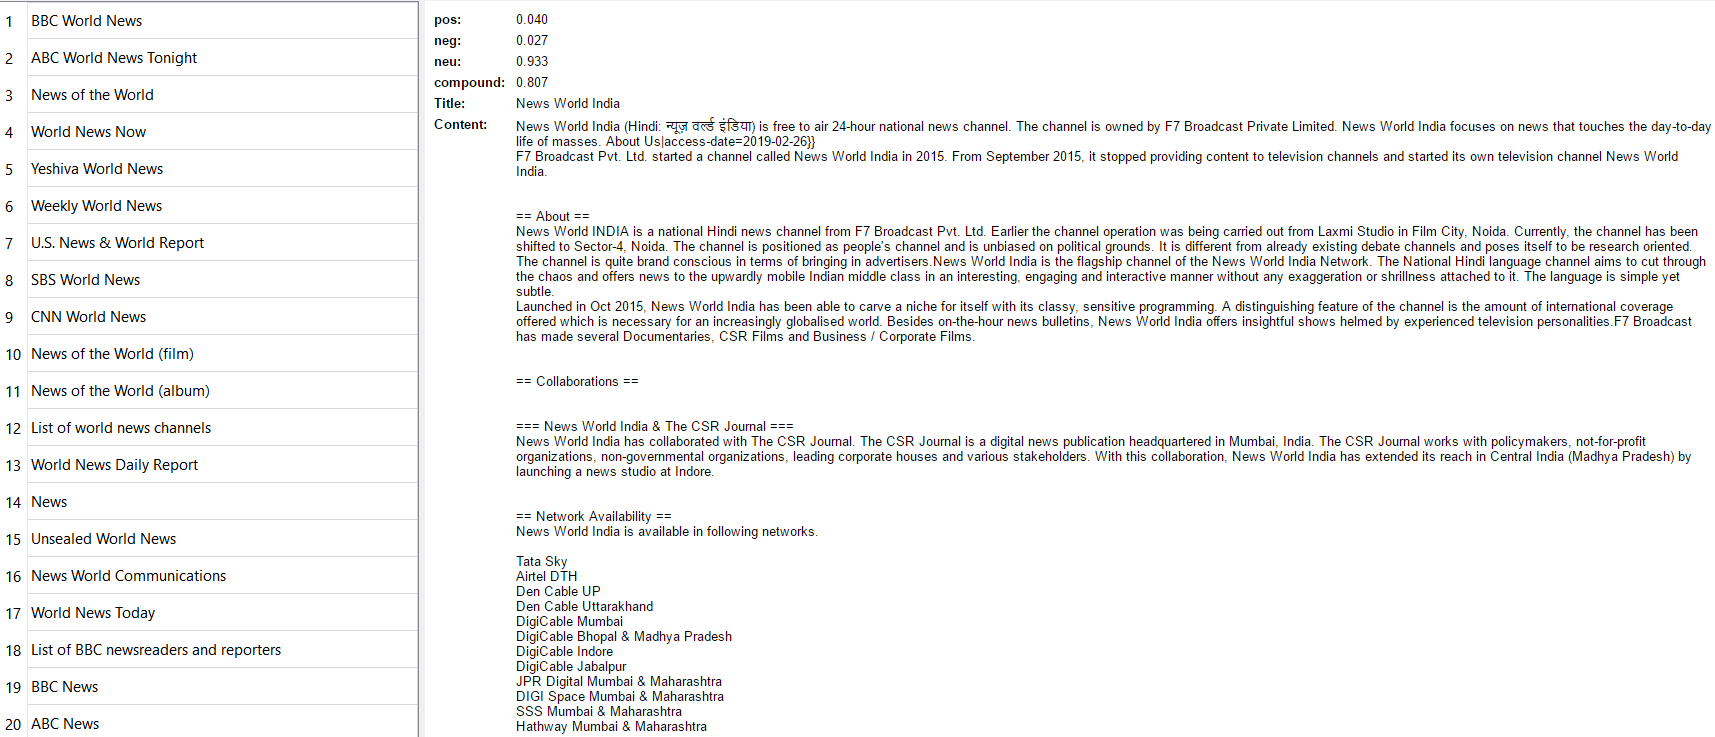 1 BBC World News
2 ABC World News Tonight
3 News of the World
4 World News Now
5 Yeshiva World News
6 Weekly World News
7 U.S. News & World Report
8 SBS World News
9 CNN World News
10 News of the World (film)
11 News of the World (album)
12 List of world news channels
13 World News Daily Report
14 News
15 Unsealed World News
16 News World Communications
17 World News Today
18 List of BBC newsreaders and reporters
19 BBC News
20 ABC News
pos: 0.040
neg: 0.027
neu: 0.933
compound: 0.807
Title: News World India
Content: News World India (Hindi: न्यूज़ वर्ल्ड इंडिया) is free to air 24-hour national news channel. The channel is owned by F7 Broadcast Private Limited. News World India focuses on news that touches the day-to-day
life of masses. About Us|access-date=2019-02-26}}
F7 Broadcast Pvt. Ltd. started a channel called News World India in 2015. From September 2015, it stopped providing content to television channels and started its own television channel News World
India.
== About ==
News World INDIA is a national Hindi news channel from F7 Broadcast Pvt. Ltd. Earlier the channel operation was being carried out from Laxmi Studio in Film City, Noida. Currently, the channel has been
shifted to Sector-4, Noida. The channel is positioned as people's channel and is unbiased on political grounds. It is different from already existing debate channels and poses itself to be research oriented.
The channel is quite brand conscious in terms of bringing in advertisers.News World India is the flagship channel of the News World India Network. The National Hindi language channel aims to cut through
the chaos and offers news to the upwardly mobile Indian middle class in an interesting, engaging and interactive manner without any exaggeration or shrillness attached to it. The language is simple yet
subtle.
Launched in Oct 2015, News World India has been able to carve a niche for itself with its classy, sensitive programming. A distinguishing feature of the channel is the amount of international coverage
offered which is necessary for an increasingly globalised world. Besides on-the-hour news bulletins, News World India offers insightful shows helmed by experienced television personalities.F7 Broadcast
has made several Documentaries, CSR Films and Business / Corporate Films.
== Collaborations ==
=== News World India & The CSR Journal ===
News World India has collaborated with The CSR Journal. The CSR Journal is a digital news publication headquartered in Mumbai, India. The CSR Journal works with policymakers, not-for-profit
organizations, non-governmental organizations, leading corporate houses and various stakeholders. With this collaboration, News World India has extended its reach in Central India (Madhya Pradesh) by
launching a news studio at Indore.
== Network Availability ==
News World India is available in following networks.
Tata Sky
Airtel DTH
Den Cable UP
Den Cable Uttarakhand
DigiCable Mumbai
DigiCable Bhopal & Madhya Pradesh
DigiCable Indore
DigiCable Jabalpur
JPR Digital Mumbai & Maharashtra
DIGI Space Mumbai & Maharashtra
SSS Mumbai & Maharashtra
Hathway Mumbai & Maharashtra